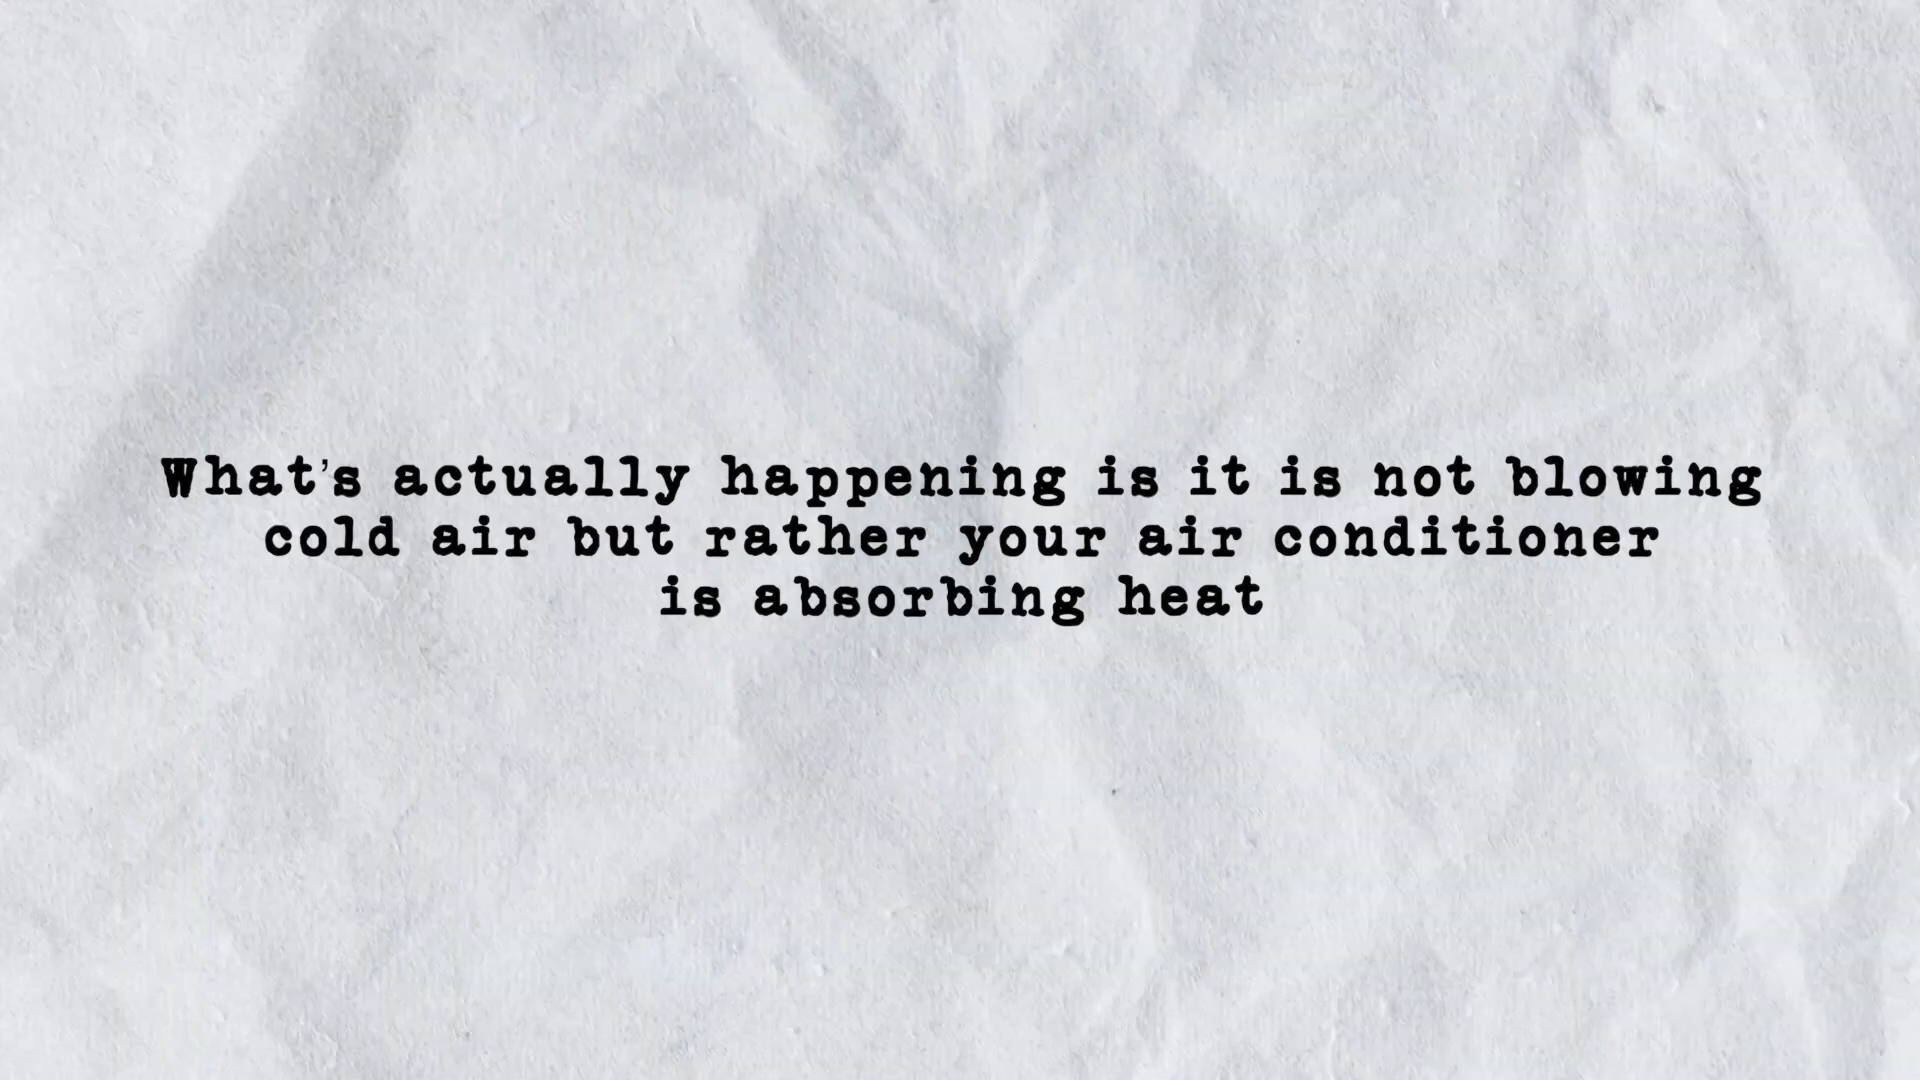 What's actually happening is it is not blowing
cold air but rather your air conditioner
is absorbing heat